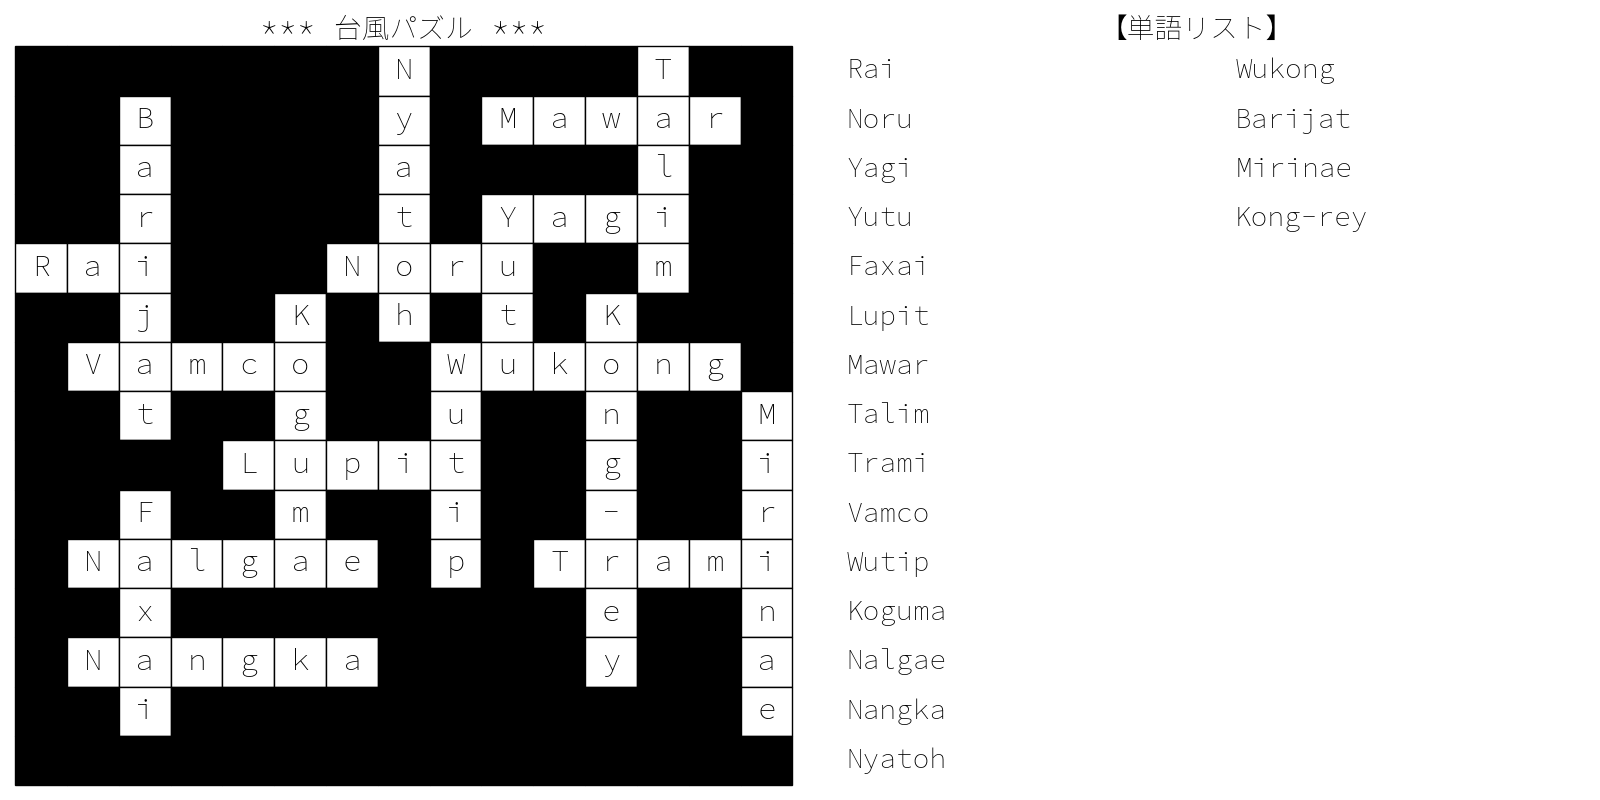 *** 台風パズル ***
N T
B y M a w a r
a a l
r t Y a g i
R a i N o r u m
j K h t K
V a m c o W u k o n g
t g u n M
L u p i t g i
F m i - r
N a l g a e p T r a m i
x e n
N a n g k a y a
i e
【単語リスト】
Rai
Noru
Yagi
Yutu
Faxai
Lupit
Mawar
Talim
Trami
Vamco
Wutip
Koguma
Nalgae
Nangka
Nyatoh
Wukong
Barijat
Mirinae
Kong-rey